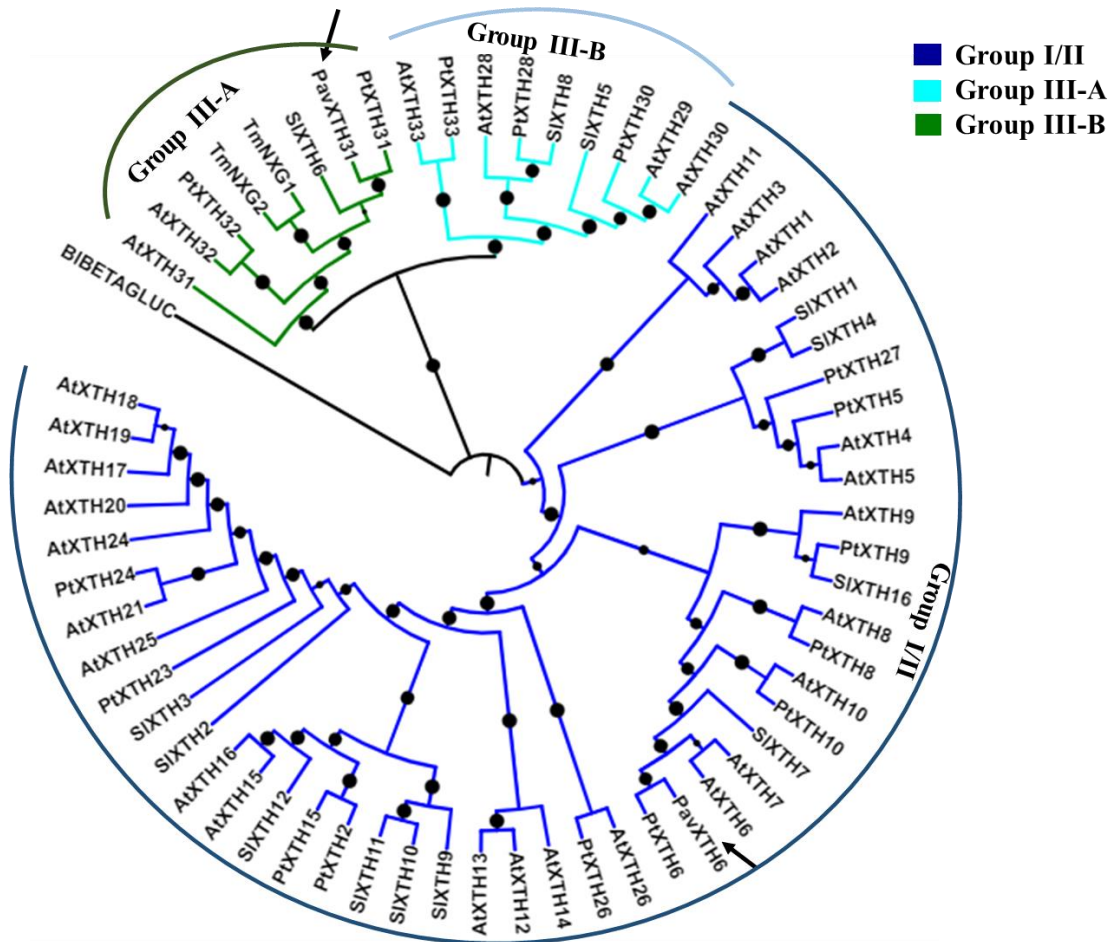 Group I/II
Group III-A
Group III-B
Group III-A
Group III-B
Group I/II
BIBETAGLUC
AtXTH31
AtXTH32
PtXTH32
TmNXG2
TmNXG1
SlXTH6
PavXTH31
PtXTH31
AtXTH33
PtXTH33
AtXTH28
PtXTH28
SlXTH8
SlXTH5
PtXTH30
AtXTH29
AtXTH30
AtXTH11
AtXTH3
AtXTH1
AtXTH2
SlXTH1
SlXTH4
PtXTH27
PtXTH5
AtXTH4
AtXTH5
AtXTH9
PtXTH9
SlXTH16
AtXTH8
PtXTH8
AtXTH10
PtXTH10
SlXTH7
AtXTH7
AtXTH6
PavXTH6
PtXTH6
AtXTH26
PtXTH26
AtXTH14
AtXTH12
AtXTH13
SlXTH9
SlXTH10
SlXTH11
PtXTH2
PtXTH15
SlXTH12
AtXTH15
AtXTH16
SlXTH2
SlXTH3
PtXTH23
AtXTH25
AtXTH21
PtXTH24
AtXTH24
AtXTH20
AtXTH17
AtXTH19
AtXTH18